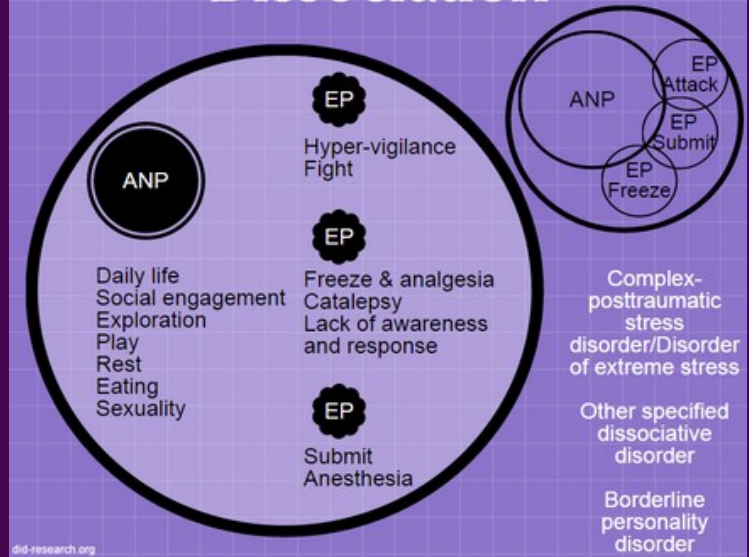 Dissociation
ANP
Daily life
Social engagement
Exploration
Play
Rest
Eating
Sexuality
EP
Hyper-vigilance
Fight
EP
Freeze & analgesia
Catalepsy
Lack of awareness
and response
EP
Submit
Anesthesia
ANP
EP
Attack
EP
Submit
EP
Freeze
Complex-
posttraumatic
stress
disorder/Disorder
of extreme stress
Other specified
dissociative
disorder
Borderline
personality
disorder
did-research.org